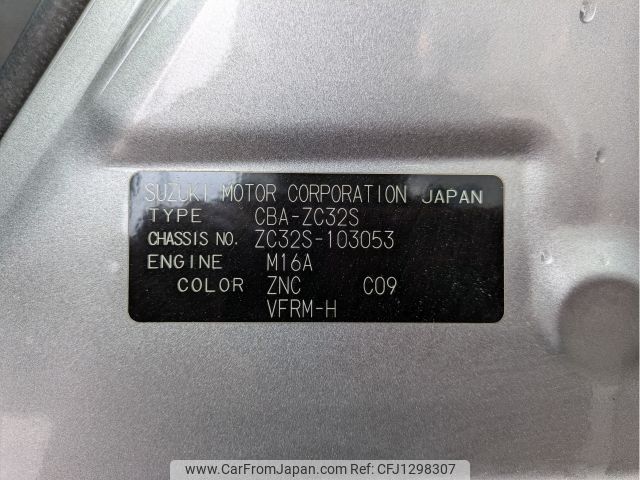 SUZUKI MOTOR CORPORATION JAPAN
TYPE CBA-ZC32S
CHASSIS NO. ZC32S-103053
ENGINE M16A
COLOR ZNC C09
VFRM-H
www.CarFromJapan.com CFJ1298307